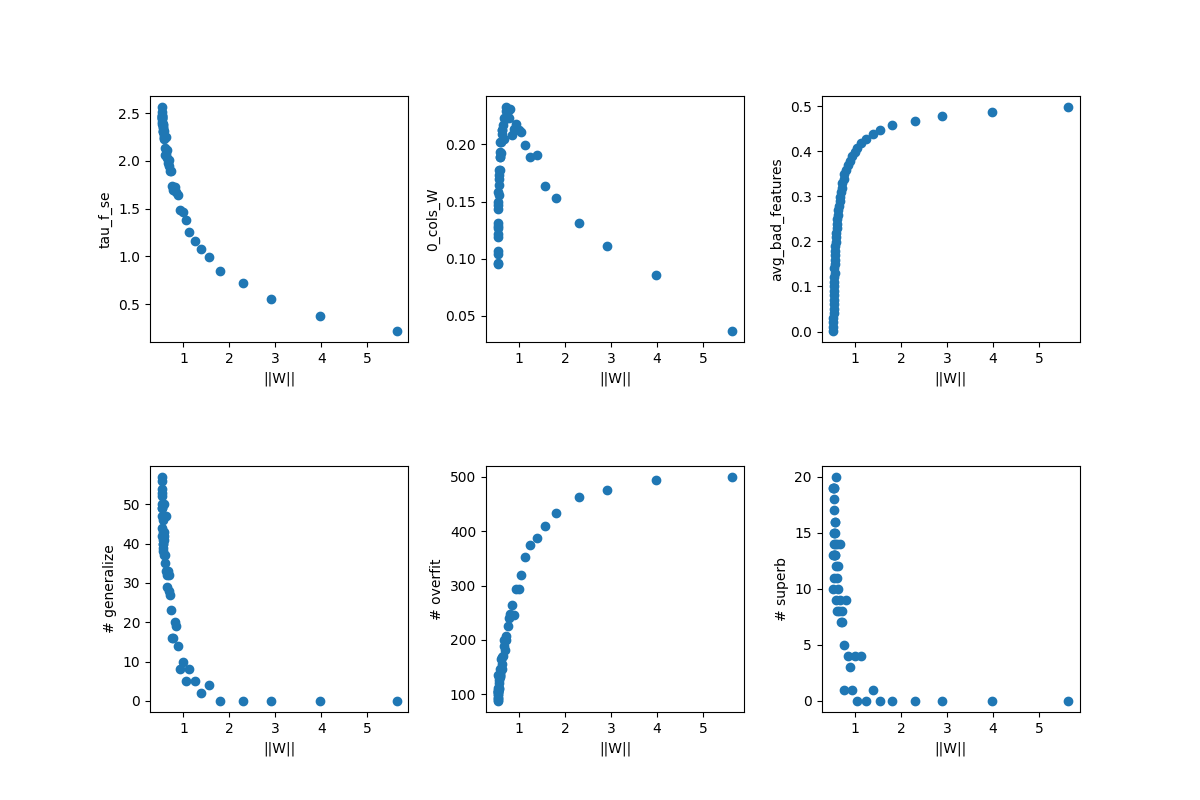 tau_f_se
2.5
2.0
1.5
1.0
0.5
1 2 3 4 5
||W||
0_cols_W
0.20
0.15
0.10
0.05
1 2 3 4 5
||W||
avg_bad_features
0.5
0.4
0.3
0.2
0.1
0.0
1 2 3 4 5
||W||
# generalize
50
40
30
20
10
0
1 2 3 4 5
||W||
# overfit
500
400
300
200
100
1 2 3 4 5
||W||
# superb
20
15
10
5
0
1 2 3 4 5
||W||